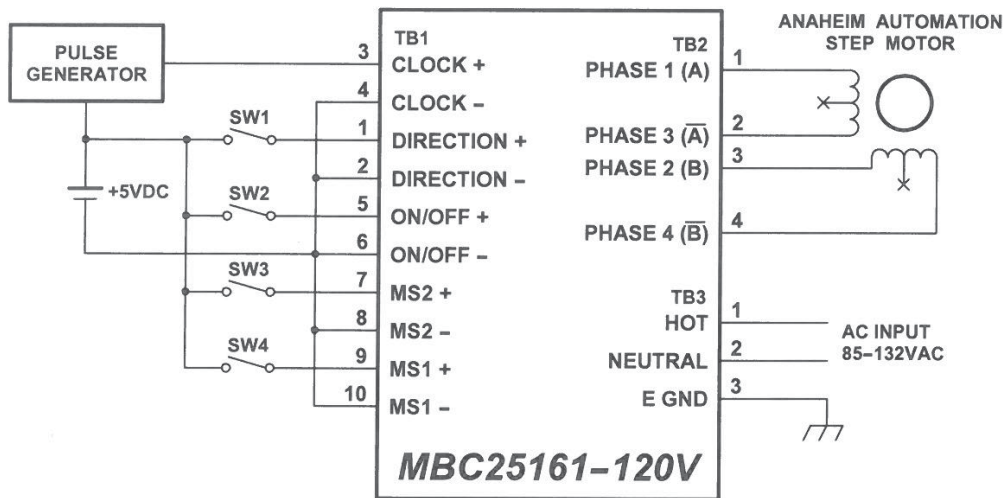 PULSE
GENERATOR
+5VDC
SW1
SW2
SW3
SW4
TB1
3 CLOCK +
4 CLOCK –
1 DIRECTION +
2 DIRECTION –
5 ON/OFF +
6 ON/OFF –
7 MS2 +
8 MS2 –
9 MS1 +
10 MS1 –
TB2
PHASE 1 (A) 1
PHASE 3 (A̅) 2
PHASE 2 (B) 3
PHASE 4 (B̅) 4
TB3
HOT 1
NEUTRAL 2
E GND 3
MBC25161–120V
ANAHEIM AUTOMATION
STEP MOTOR
AC INPUT
85–132VAC